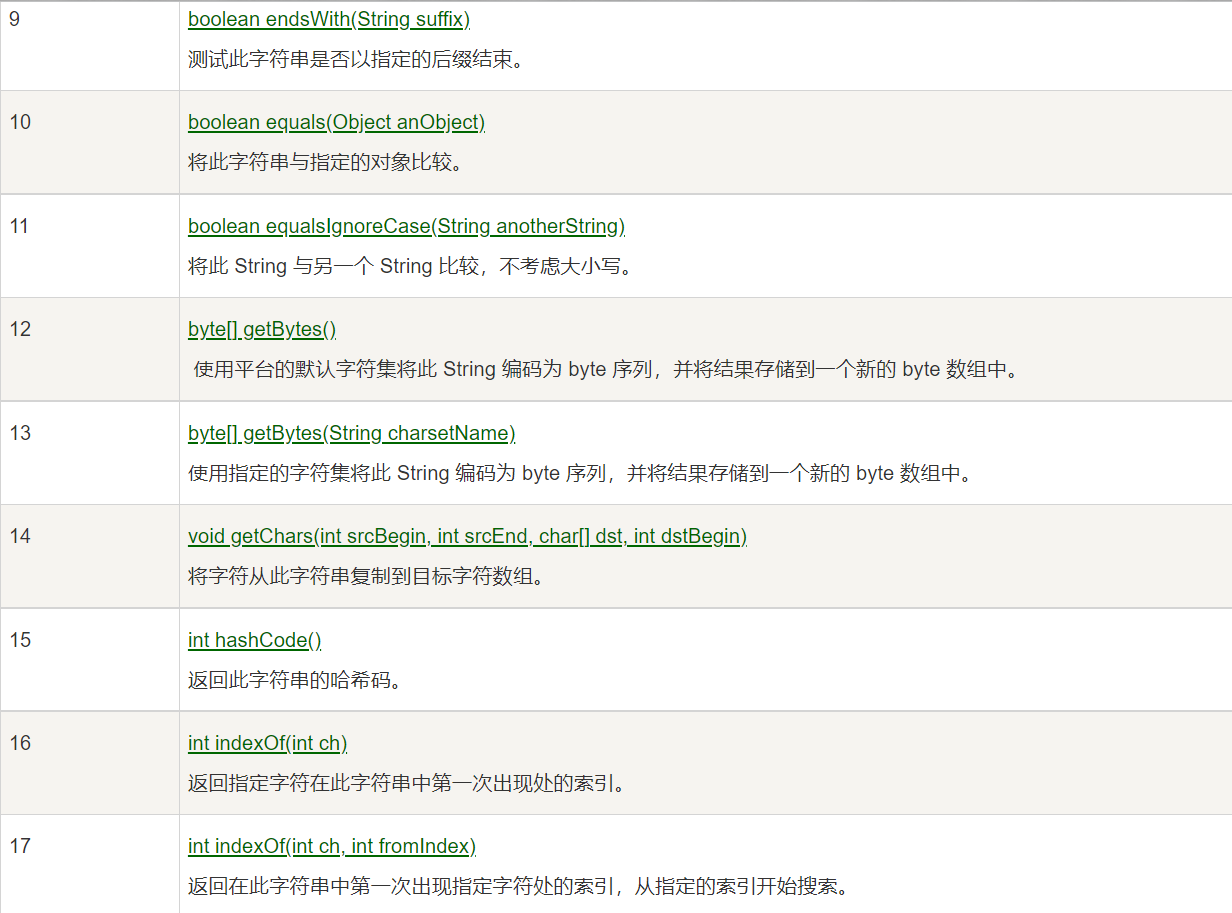 9
boolean endsWith(String suffix)
测试此字符串是否以指定的后缀结束。
10
boolean equals(Object anObject)
将此字符串与指定的对象比较。
11
boolean equalsIgnoreCase(String anotherString)
将此 String 与另一个 String 比较，不考虑大小写。
12
byte[] getBytes()
使用平台的默认字符集将此 String 编码为 byte 序列，并将结果存储到一个新的 byte 数组中。
13
byte[] getBytes(String charsetName)
使用指定的字符集将此 String 编码为 byte 序列，并将结果存储到一个新的 byte 数组中。
14
void getChars(int srcBegin, int srcEnd, char[] dst, int dstBegin)
将字符从此字符串复制到目标字符数组。
15
int hashCode()
返回此字符串的哈希码。
16
int indexOf(int ch)
返回指定字符在此字符串中第一次出现处的索引。
17
int indexOf(int ch, int fromIndex)
返回在此字符串中第一次出现指定字符处的索引，从指定的索引开始搜索。